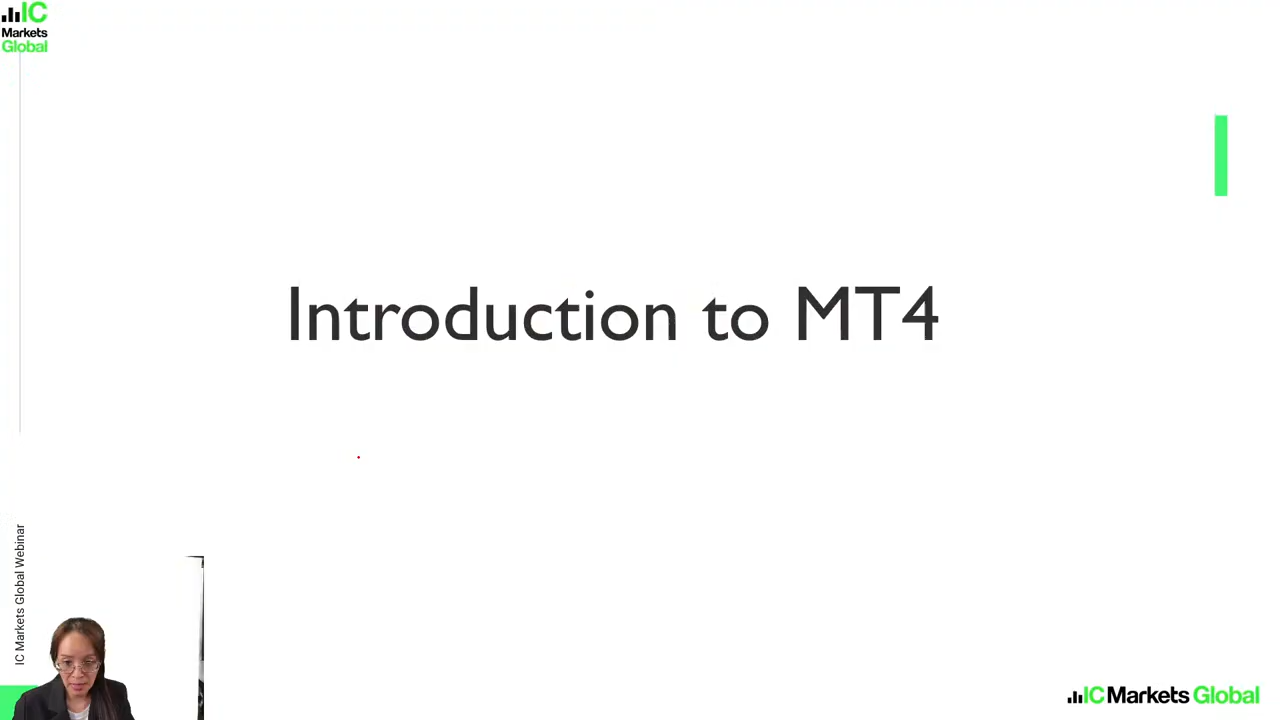 IC
Markets
Global
Introduction to MT4
IC Markets Global Webinar
IC Markets Global